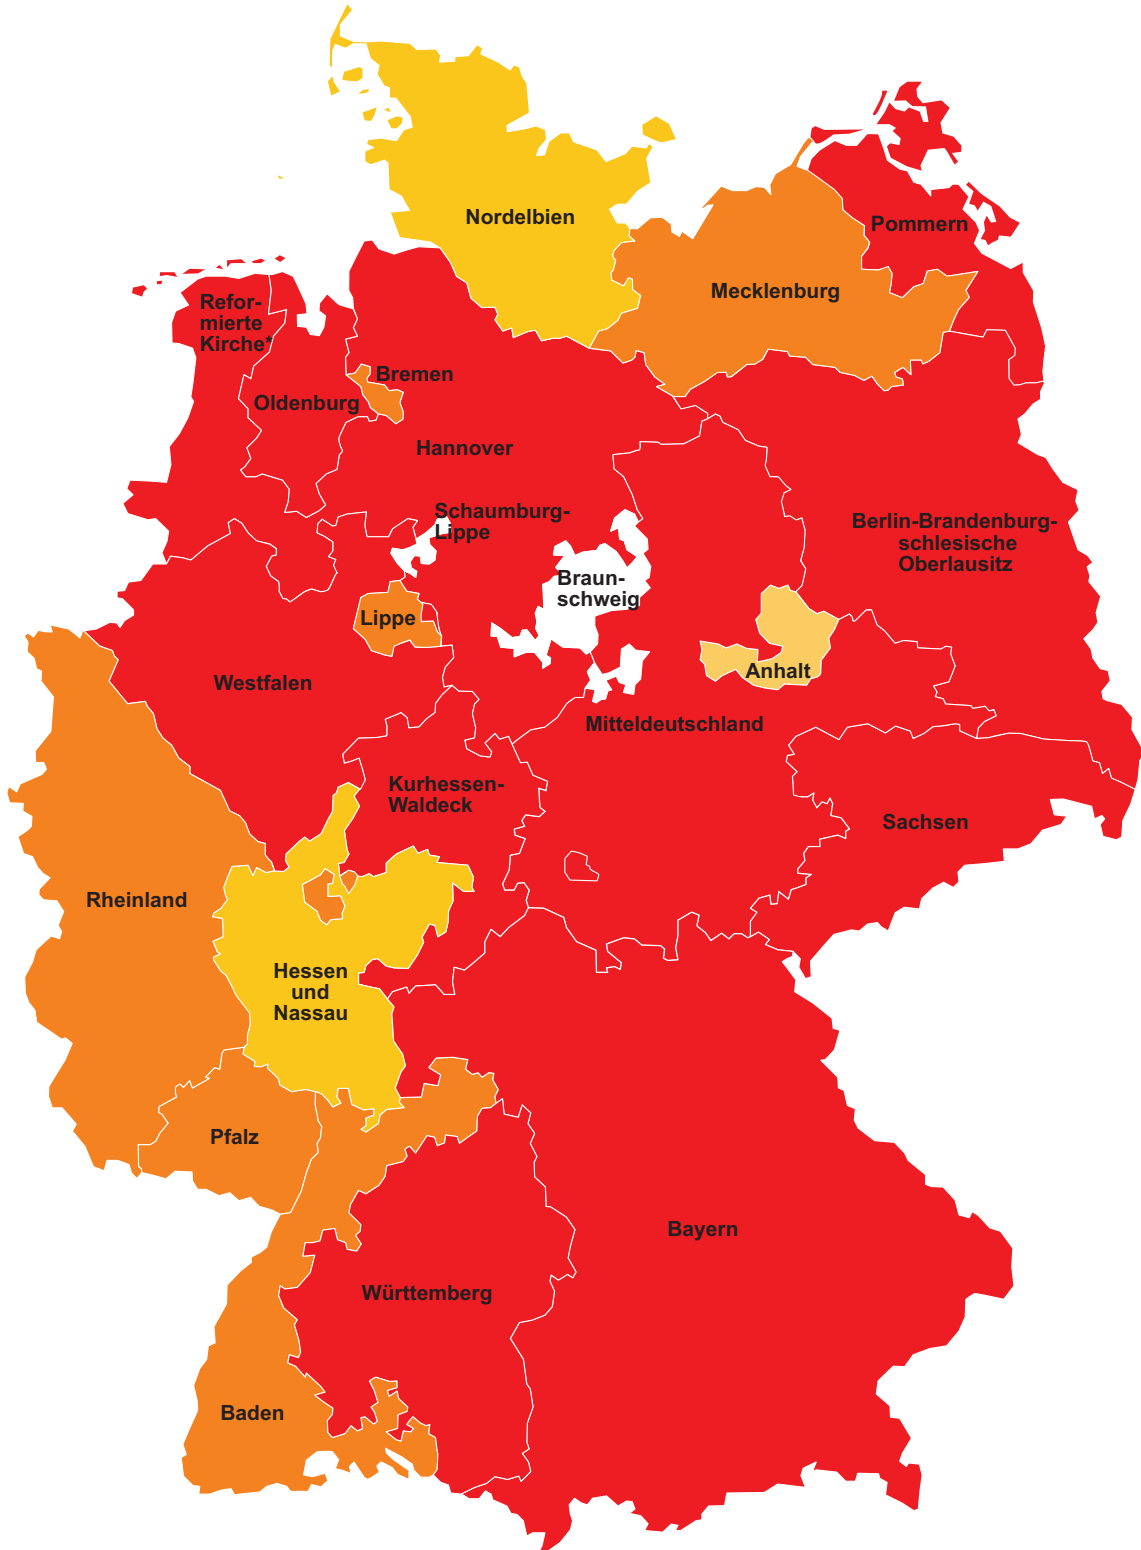 Nordelbien
Pommern
Mecklenburg
Refor-
mierte
Kirche*
Bremen
Oldenburg
Hannover
Schaumburg-
Lippe
Berlin-Brandenburg-
schlesische
Oberlausitz
Braun-
schweig
Lippe
Anhalt
Westfalen
Mitteldeutschland
Kurhessen-
Waldeck
Sachsen
Rheinland
Hessen
und
Nassau
Pfalz
Bayern
Württemberg
Baden